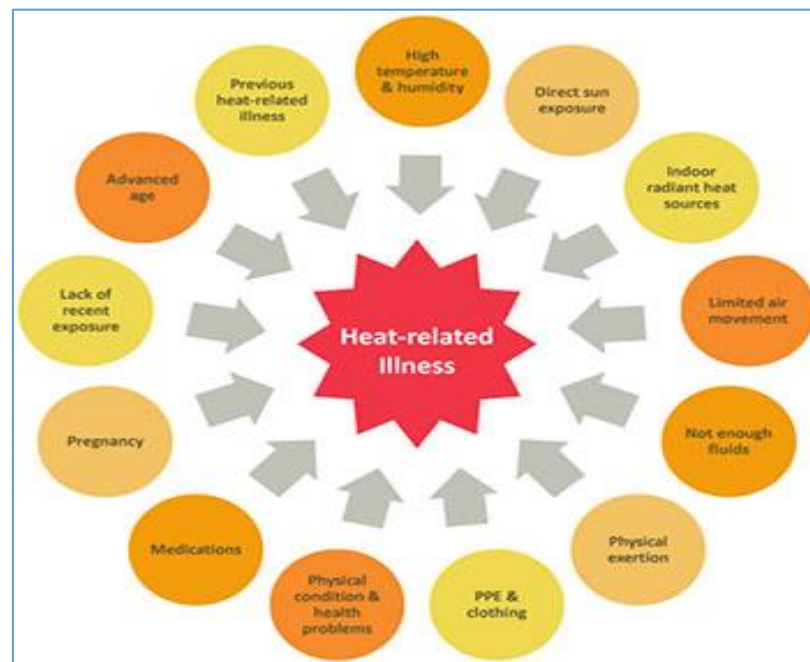 High
temperature
& humidity
Direct sun
exposure
Indoor
radiant heat
sources
Limited air
movement
Not enough
fluids
Physical
exertion
PPE &
clothing
Physical
condition &
health
problems
Medications
Pregnancy
Lack of
recent
exposure
Advanced
age
Previous
heat-related
illness
Heat-related
Illness